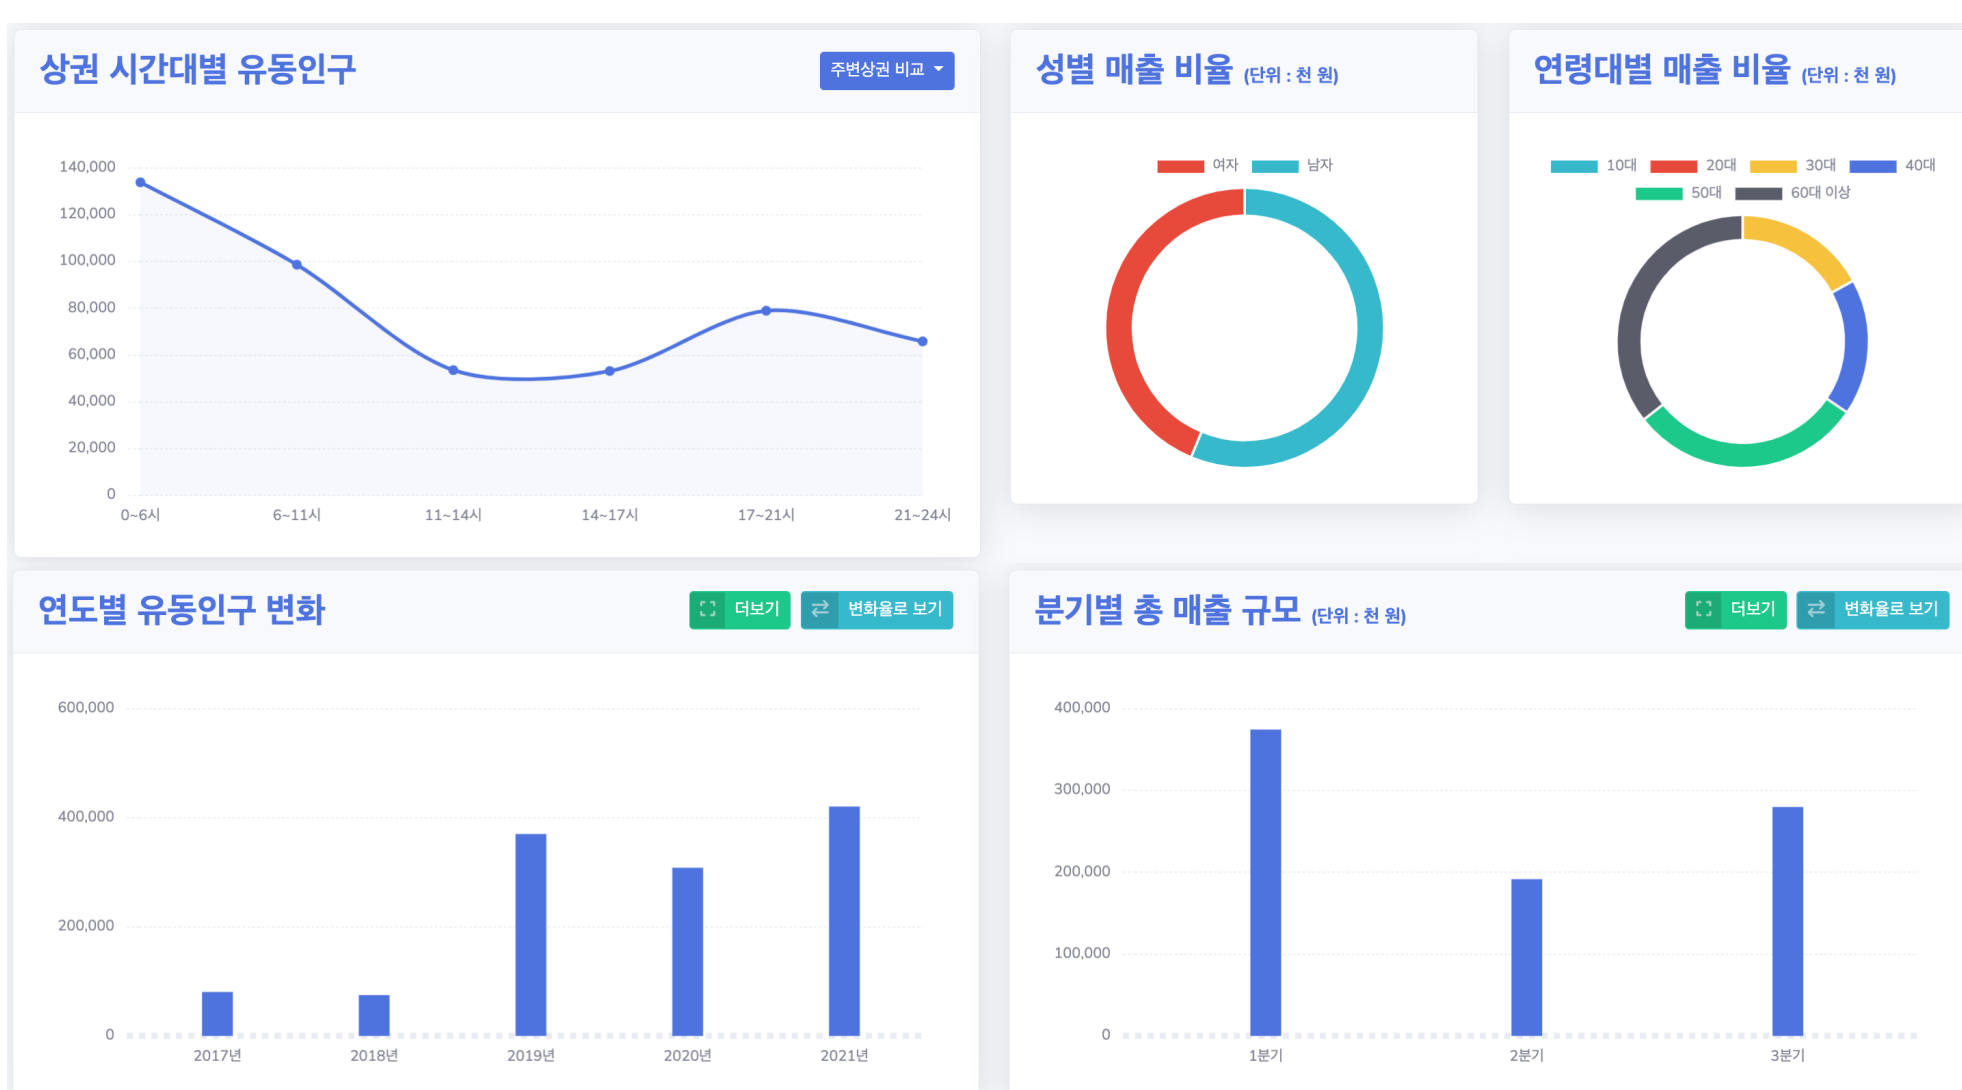 상권 시간대별 유동인구
주변상권 비교
140,000
120,000
100,000
80,000
60,000
40,000
20,000
0
0~6시 6~11시 11~14시 14~17시 17~21시 21~24시
성별 매출 비율 (단위 : 천 원)
여자 남자
연령대별 매출 비율 (단위 : 천 원)
10대 20대 30대 40대
50대 60대 이상
연도별 유동인구 변화
더보기 변화율로 보기
600,000
400,000
200,000
0
2017년 2018년 2019년 2020년 2021년
분기별 총 매출 규모 (단위 : 천 원)
더보기 변화율로 보기
400,000
300,000
200,000
100,000
0
1분기 2분기 3분기